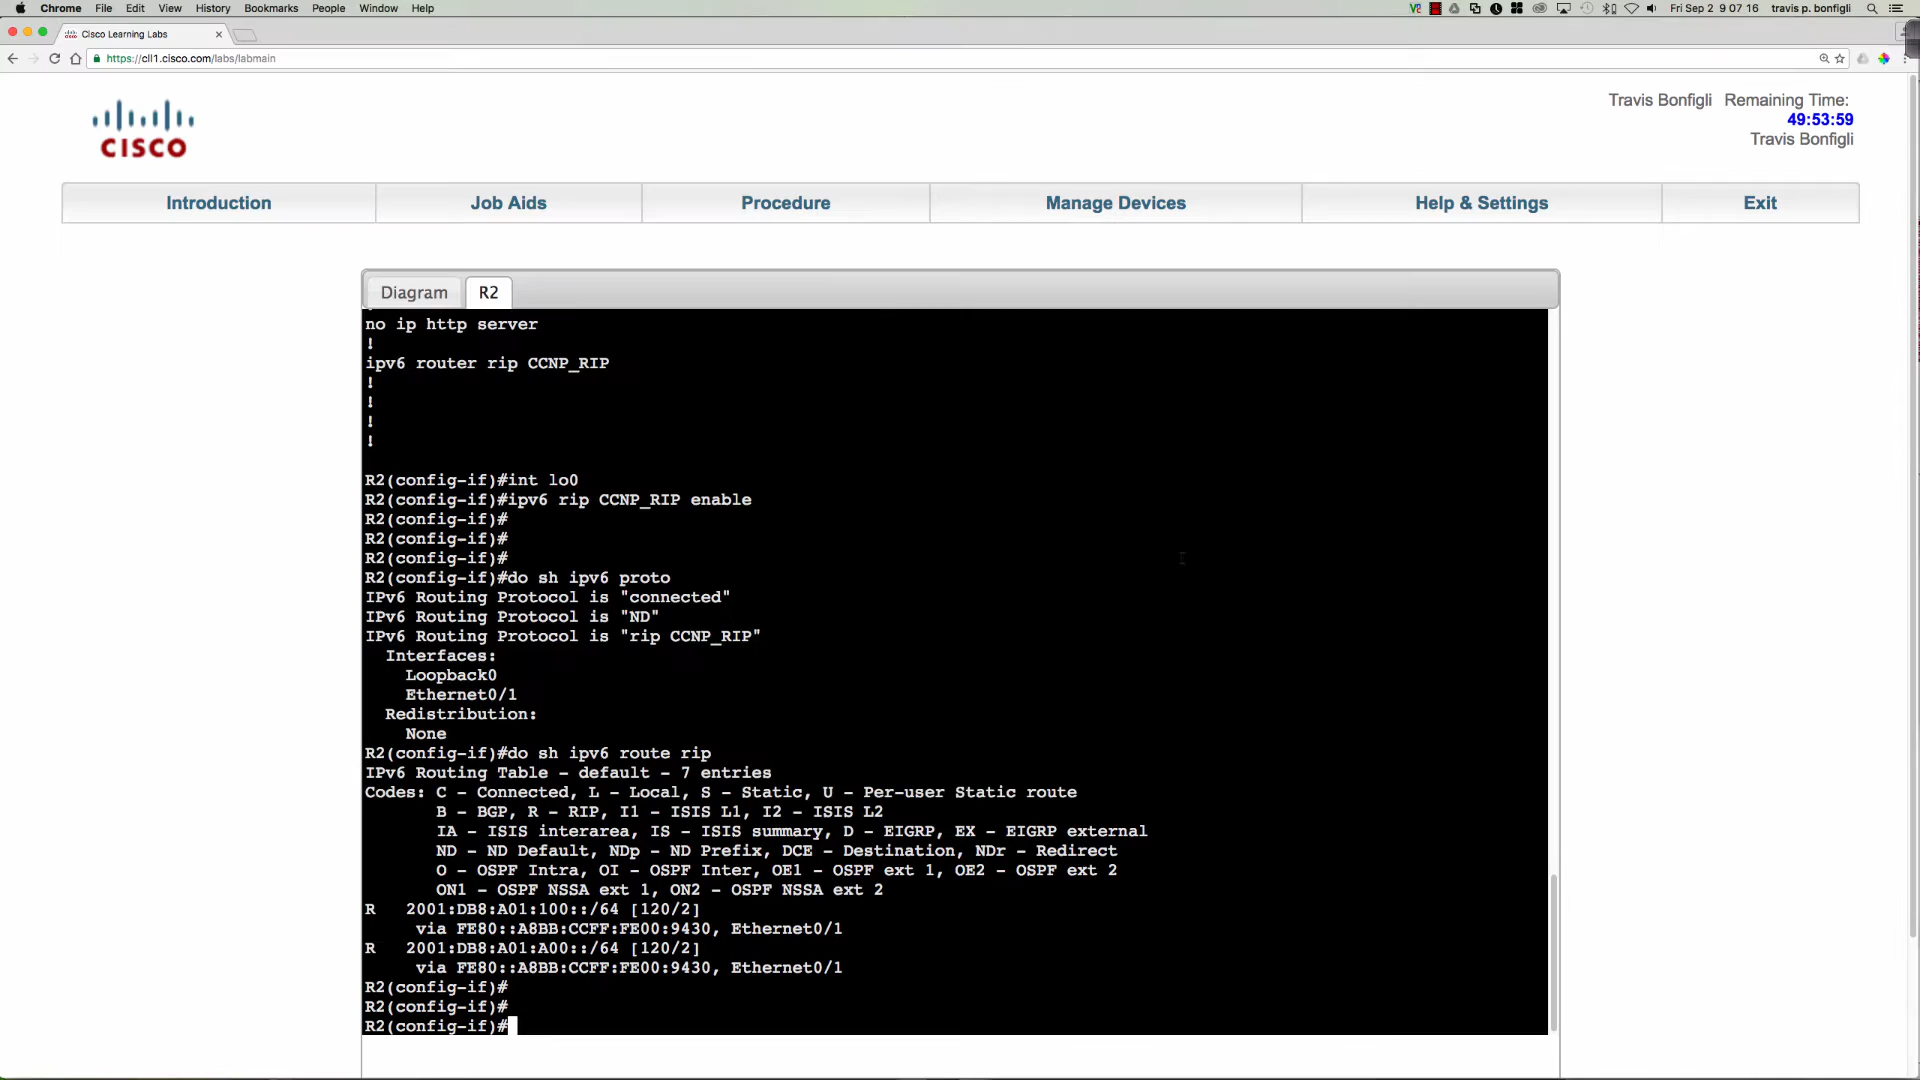 Chrome File Edit View History Bookmarks People Window Help Fri Sep 2 9 07 16 travis p. bonfigli
Cisco Learning Labs
https://cll1.cisco.com/labs/labmain
CISCO
Travis Bonfigli Remaining Time:
49:53:59
Travis Bonfigli
Introduction Job Aids Procedure Manage Devices Help & Settings Exit
Diagram R2
no ip http server
!
ipv6 router rip CCNP_RIP
!
!
!
!
R2(config-if)#int lo0
R2(config-if)#ipv6 rip CCNP_RIP enable
R2(config-if)#
R2(config-if)#
R2(config-if)#
R2(config-if)#do sh ipv6 proto
IPv6 Routing Protocol is "connected"
IPv6 Routing Protocol is "ND"
IPv6 Routing Protocol is "rip CCNP_RIP"
Interfaces:
Loopback0
Ethernet0/1
Redistribution:
None
R2(config-if)#do sh ipv6 route rip
IPv6 Routing Table - default - 7 entries
Codes: C - Connected, L - Local, S - Static, U - Per-user Static route
B - BGP, R - RIP, I1 - ISIS L1, I2 - ISIS L2
IA - ISIS interarea, IS - ISIS summary, D - EIGRP, EX - EIGRP external
ND - ND Default, NDp - ND Prefix, DCE - Destination, NDr - Redirect
O - OSPF Intra, OI - OSPF Inter, OE1 - OSPF ext 1, OE2 - OSPF ext 2
ON1 - OSPF NSSA ext 1, ON2 - OSPF NSSA ext 2
R 2001:DB8:A01:100::/64 [120/2]
via FE80::A8BB:CCFF:FE00:9430, Ethernet0/1
R 2001:DB8:A01:A00::/64 [120/2]
via FE80::A8BB:CCFF:FE00:9430, Ethernet0/1
R2(config-if)#
R2(config-if)#
R2(config-if)#